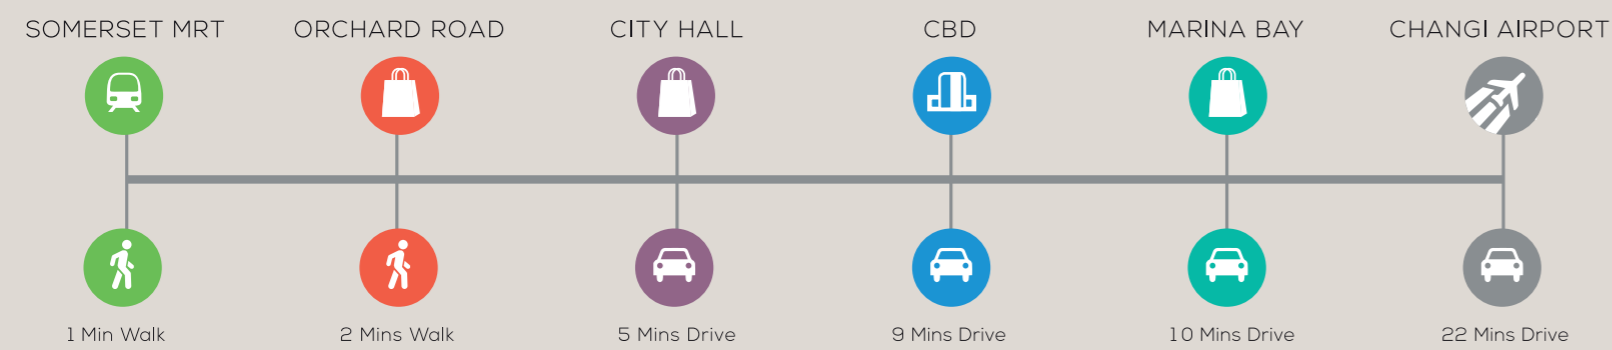 SOMERSET MRT
ORCHARD ROAD
CITY HALL
CBD
MARINA BAY
CHANGI AIRPORT
1 Min Walk
2 Mins Walk
5 Mins Drive
9 Mins Drive
10 Mins Drive
22 Mins Drive